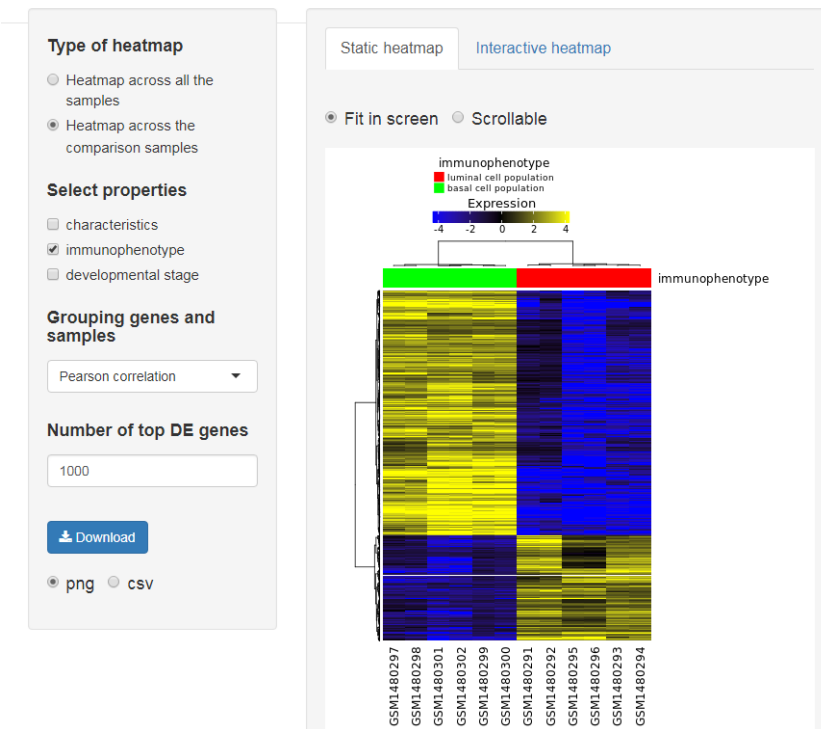 Type of heatmap
Heatmap across all the
samples
Heatmap across the
comparison samples
Select properties
characteristics
immunophenotype
developmental stage
Grouping genes and
samples
Pearson correlation
Number of top DE genes
1000
Download
png csv
Static heatmap Interactive heatmap
Fit in screen Scrollable
immunophenotype
luminal cell population
basal cell population
Expression
-4 -2 0 2 4
immunophenotype
GSM1480297
GSM1480298
GSM1480301
GSM1480302
GSM1480299
GSM1480300
GSM1480291
GSM1480292
GSM1480295
GSM1480296
GSM1480293
GSM1480294